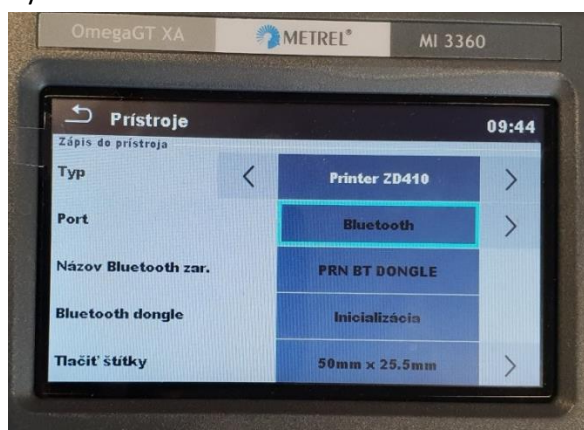 OmegaGT XA METREL® MI 3360
Prístroje 09:44
Zápis do prístroja
Typ < Printer ZD410 >
Port Bluetooth >
Názov Bluetooth zar. PRN BT DONGLE
Bluetooth dongle Inicializácia
Tlačiť štítky 50mm x 25.5mm >